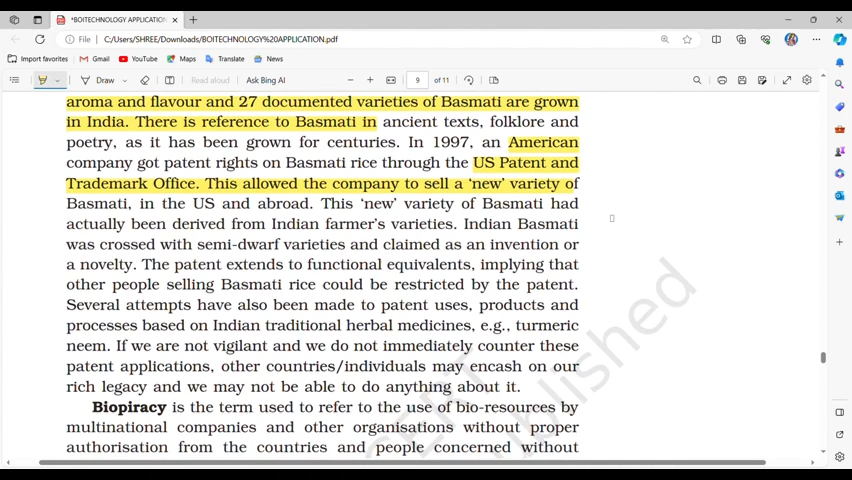 *BOITECHNOLOGY APPLICATION
File
C:/Users/SHREE/Downloads/BOITECHNOLOGY%20APPLICATION.pdf
Import favorites
Gmail
YouTube
Maps
Translate
News
Draw
Read aloud
Ask Bing AI
9 of 11
aroma and flavour and 27 documented varieties of Basmati are grown
in India. There is reference to Basmati in ancient texts, folklore and
poetry, as it has been grown for centuries. In 1997, an American
company got patent rights on Basmati rice through the US Patent and
Trademark Office. This allowed the company to sell a ‘new’ variety of
Basmati, in the US and abroad. This ‘new’ variety of Basmati had
actually been derived from Indian farmer’s varieties. Indian Basmati
was crossed with semi-dwarf varieties and claimed as an invention or
a novelty. The patent extends to functional equivalents, implying that
other people selling Basmati rice could be restricted by the patent.
Several attempts have also been made to patent uses, products and
processes based on Indian traditional herbal medicines, e.g., turmeric
neem. If we are not vigilant and we do not immediately counter these
patent applications, other countries/individuals may encash on our
rich legacy and we may not be able to do anything about it.
Biopiracy is the term used to refer to the use of bio-resources by
multinational companies and other organisations without proper
authorisation from the countries and people concerned without